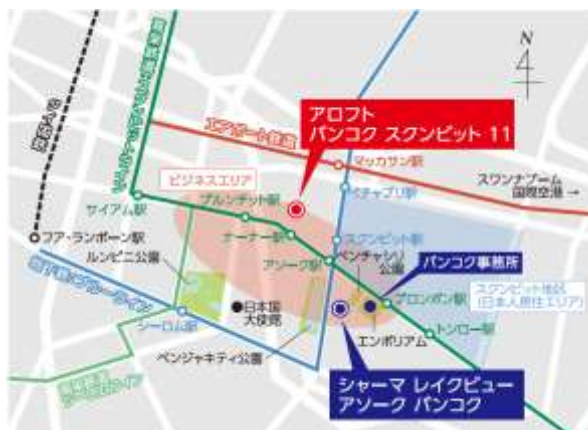 N
アロフト
バンコク スクンビット 11
エアポート鉄道
マッカサン駅
スワンナプーム
国際空港 →
ペチャブリ駅
ビジネスエリア
サイアム駅
プルンチット駅
ナーナー駅
スクンビット駅
フアランポーン駅
ルンピニ公園
アソーク駅
ベンチャシリ
公園
バンコク事務所
スクンビット地区
(日本人居住エリア)
プロンポン駅
地下鉄:ブルーライン
シーロム駅
日本国
大使館
エンポリアム
トンロー駅
ベンジャキティ公園
シャーマ レイクビュー
アソーク バンコク